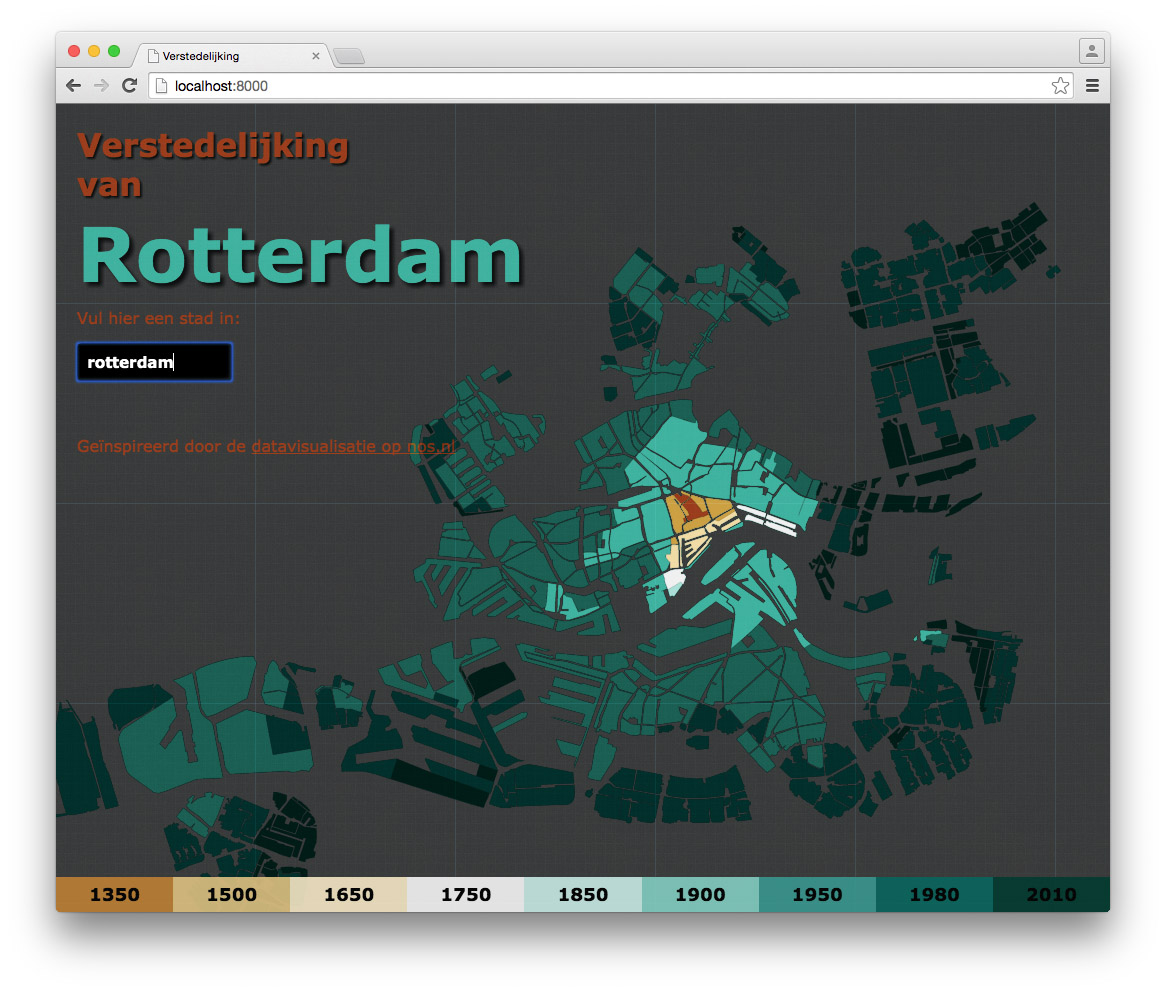 Verstedelijking
localhost:8000
Verstedelijking
van
Rotterdam
Vul hier een stad in:
rotterdam
Geïnspireerd door de datavisualisatie op nos.nl
1350 1500 1650 1750 1850 1900 1950 1980 2010